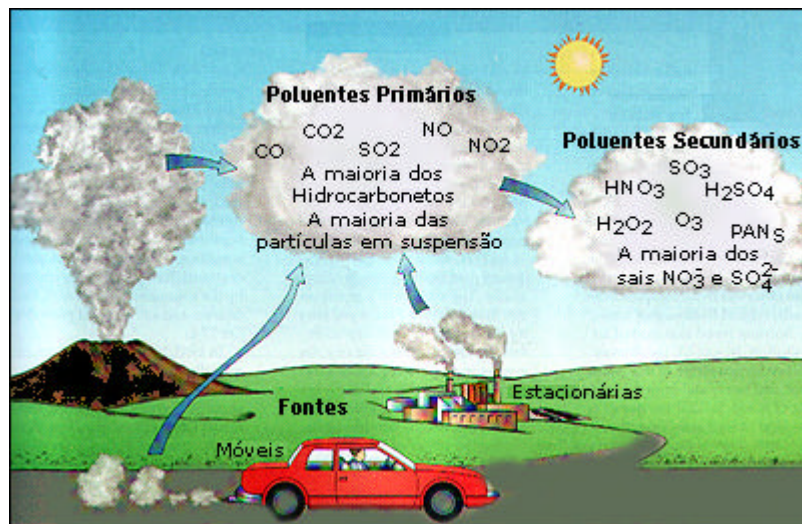 Poluentes Primários
CO CO2 SO2 NO NO2
A maioria dos
Hidrocarbonetos
A maioria das
partículas em suspensão
Poluentes Secundários
SO3
HNO3 H2SO4
H2O2 O3 PANS
A maioria dos
sais NO3- e SO4 2-
Fontes
Estacionárias
Móveis